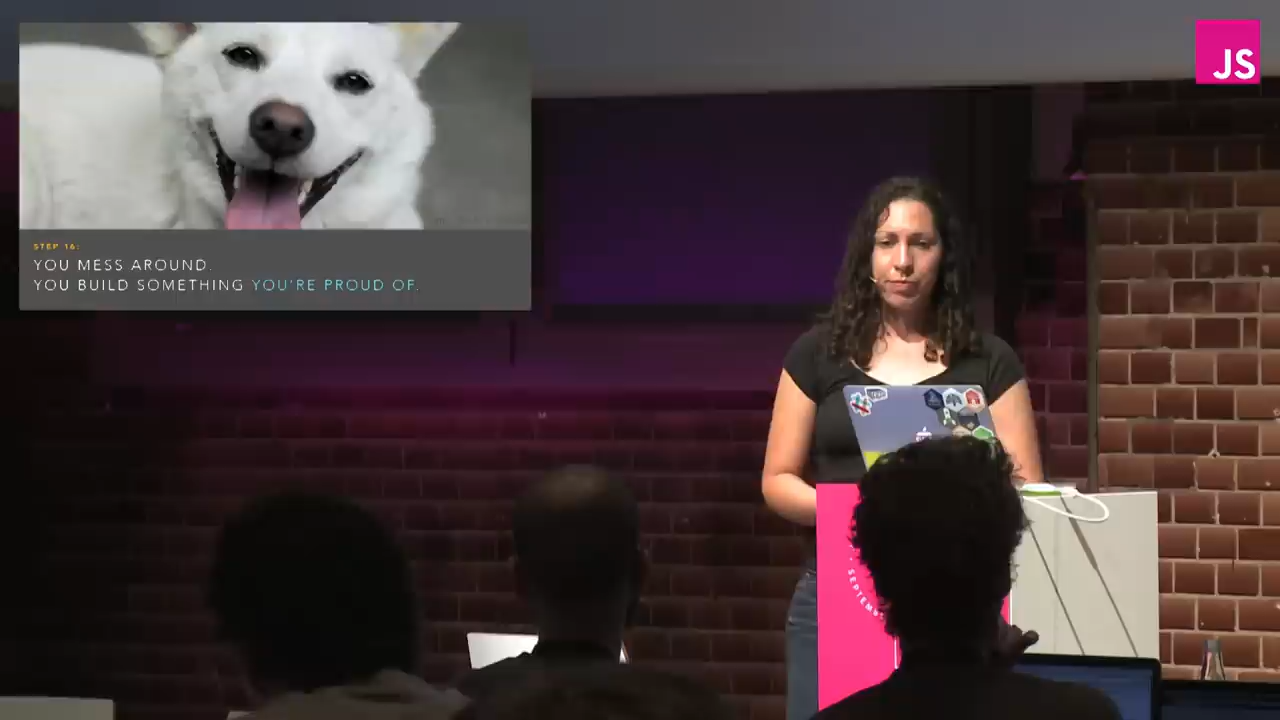 STEP 16:
YOU MESS AROUND.
YOU BUILD SOMETHING YOU'RE PROUD OF.
JS